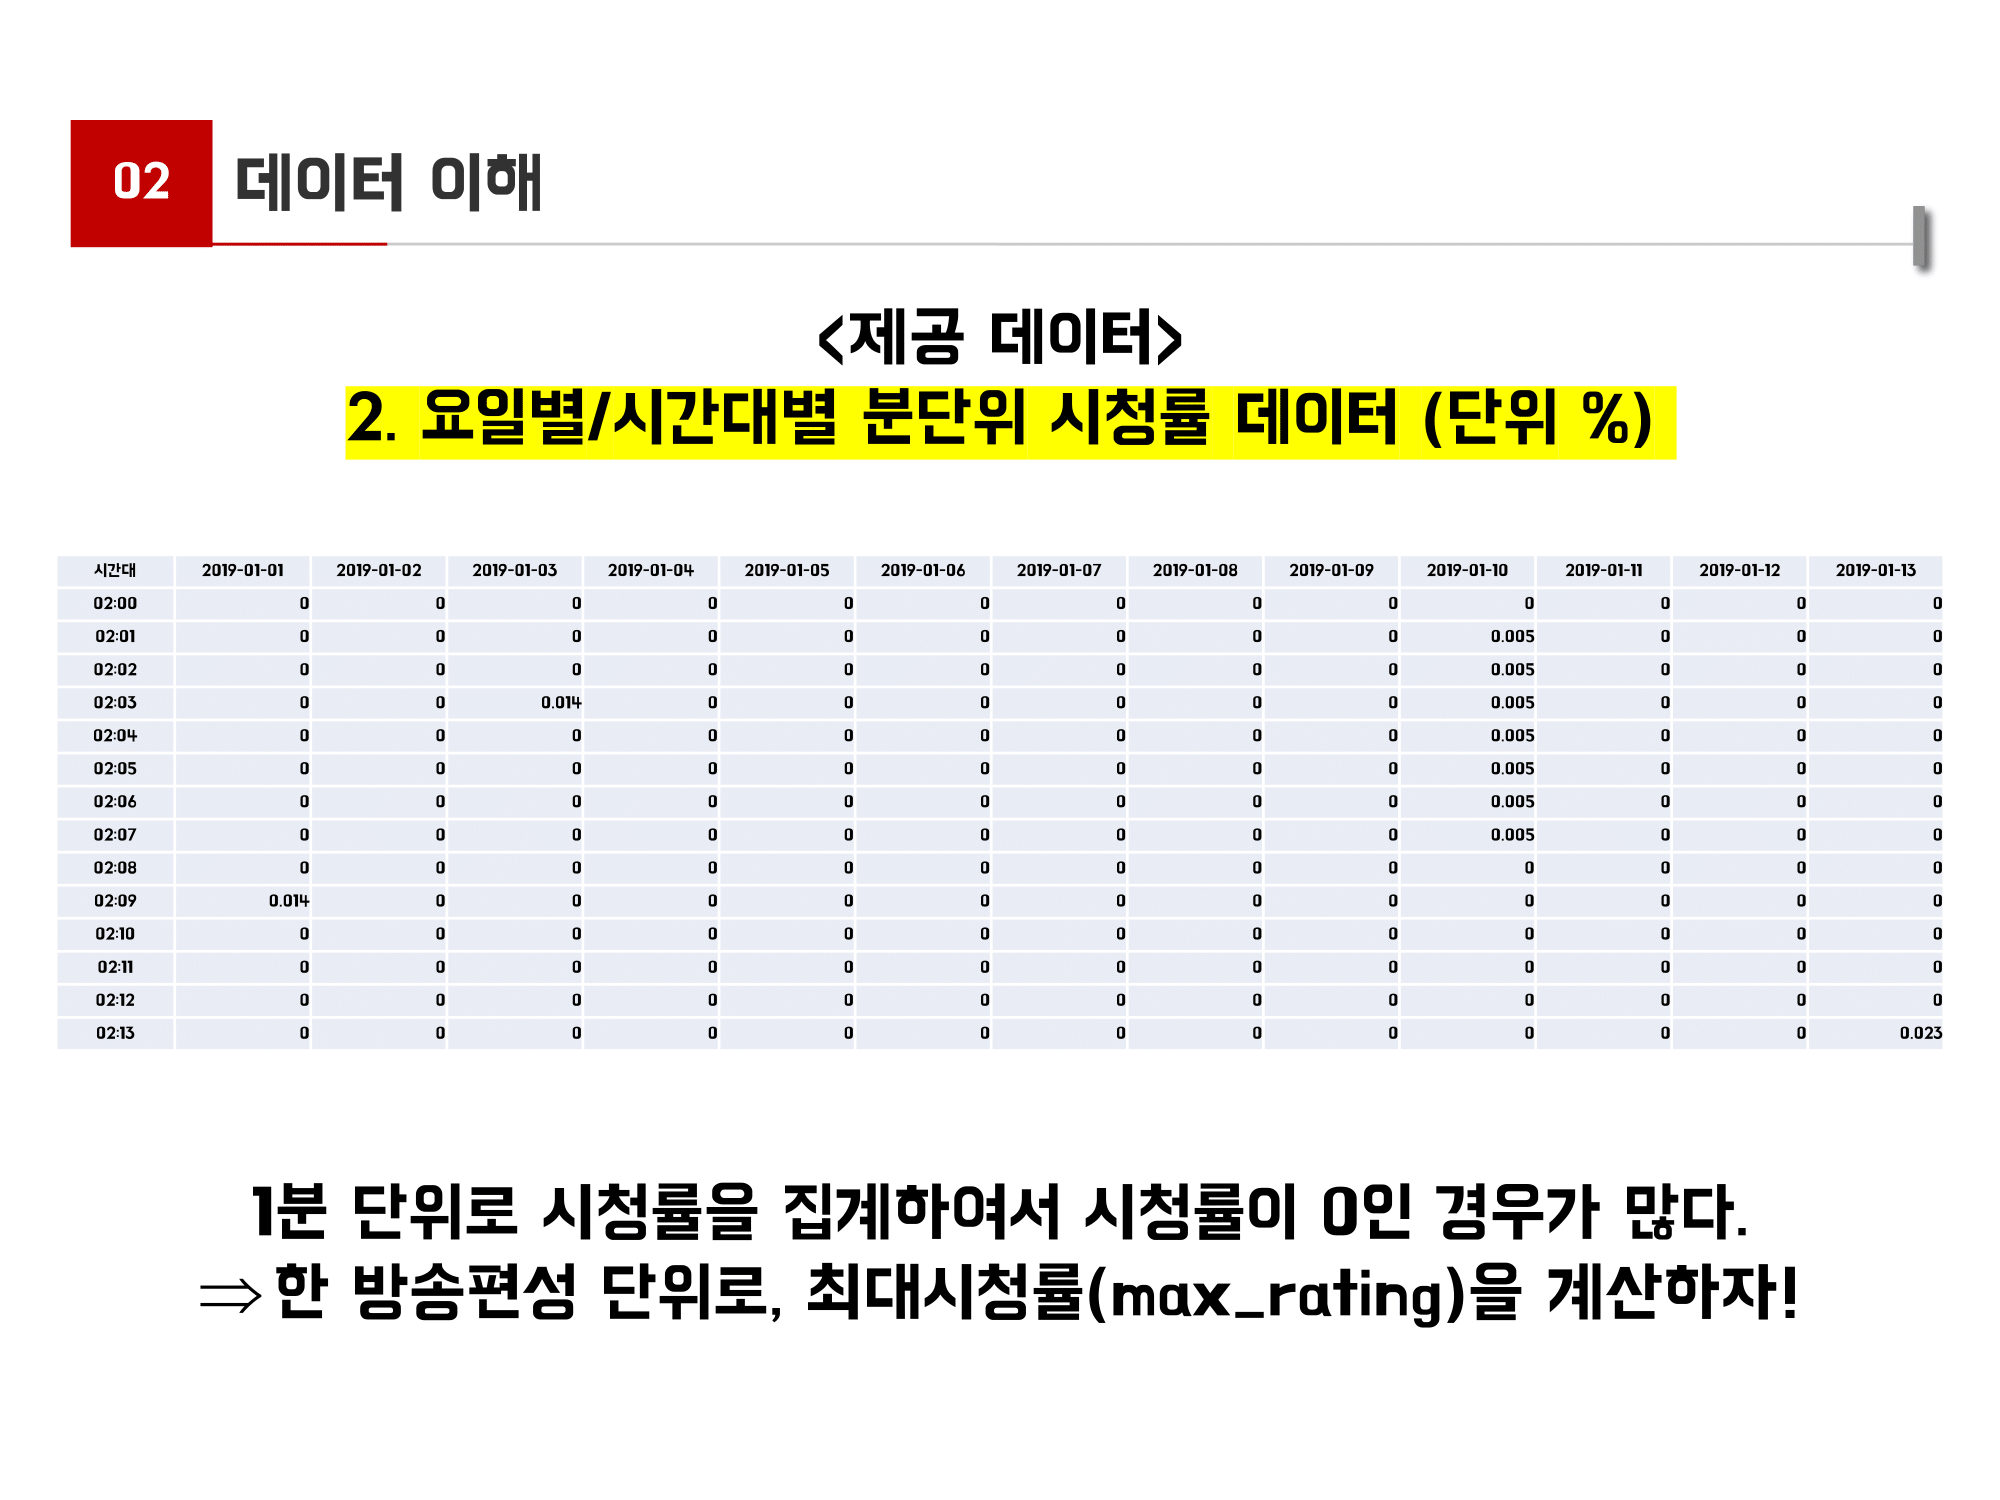 02 데이터 이해
<제공 데이터>
2. 요일별/시간대별 분단위 시청률 데이터 (단위 %)
시간대 2019-01-01 2019-01-02 2019-01-03 2019-01-04 2019-01-05 2019-01-06 2019-01-07 2019-01-08 2019-01-09 2019-01-10 2019-01-11 2019-01-12 2019-01-13
02:00 0 0 0 0 0 0 0 0 0 0 0 0 0
02:01 0 0 0 0 0 0 0 0 0 0.005 0 0 0
02:02 0 0 0 0 0 0 0 0 0 0.005 0 0 0
02:03 0 0 0.014 0 0 0 0 0 0 0.005 0 0 0
02:04 0 0 0 0 0 0 0 0 0 0.005 0 0 0
02:05 0 0 0 0 0 0 0 0 0 0.005 0 0 0
02:06 0 0 0 0 0 0 0 0 0 0.005 0 0 0
02:07 0 0 0 0 0 0 0 0 0 0.005 0 0 0
02:08 0 0 0 0 0 0 0 0 0 0 0 0 0
02:09 0.014 0 0 0 0 0 0 0 0 0 0 0 0
02:10 0 0 0 0 0 0 0 0 0 0 0 0 0
02:11 0 0 0 0 0 0 0 0 0 0 0 0 0
02:12 0 0 0 0 0 0 0 0 0 0 0 0 0
02:13 0 0 0 0 0 0 0 0 0 0 0 0 0.023
1분 단위로 시청률을 집계하여서 시청률이 0인 경우가 많다.
⇒ 한 방송편성 단위로, 최대시청률(max_rating)을 계산하자!